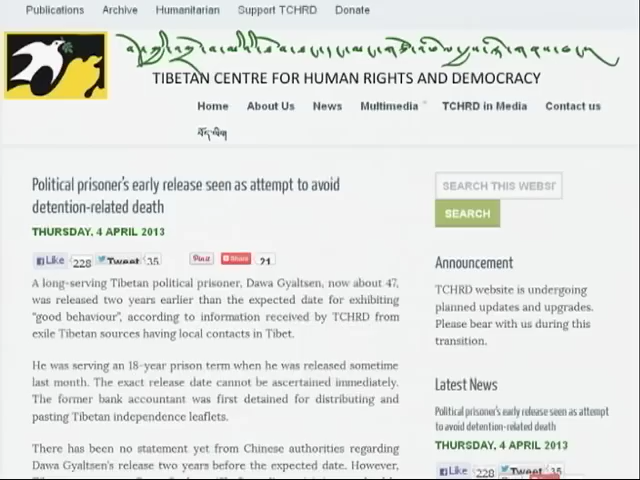 Publications Archive Humanitarian Support TCHRD Donate
TIBETAN CENTRE FOR HUMAN RIGHTS AND DEMOCRACY
Home About Us News Multimedia TCHRD in Media Contact us
བོད་ཡིག
Political prisoner's early release seen as attempt to avoid
detention-related death
THURSDAY, 4 APRIL 2013
Like 228 Tweet 35 Pin it Share 21
A long-serving Tibetan political prisoner, Dawa Gyaltsen, now about 47,
was released two years earlier than the expected date for exhibiting
"good behaviour", according to information received by TCHRD from
exile Tibetan sources having local contacts in Tibet.
He was serving an 18-year prison term when he was released sometime
last month. The exact release date cannot be ascertained immediately.
The former bank accountant was first detained for distributing and
pasting Tibetan independence leaflets.
There has been no statement yet from Chinese authorities regarding
Dawa Gyaltsen's release two years before the expected date. However,
SEARCH THIS WEBSI
SEARCH
Announcement
TCHRD website is undergoing
planned updates and upgrades.
Please bear with us during this
transition.
Latest News
Political prisoner's early release seen as attempt
to avoid detention-related death
THURSDAY, 4 APRIL 2013
Like 228 Tweet 35